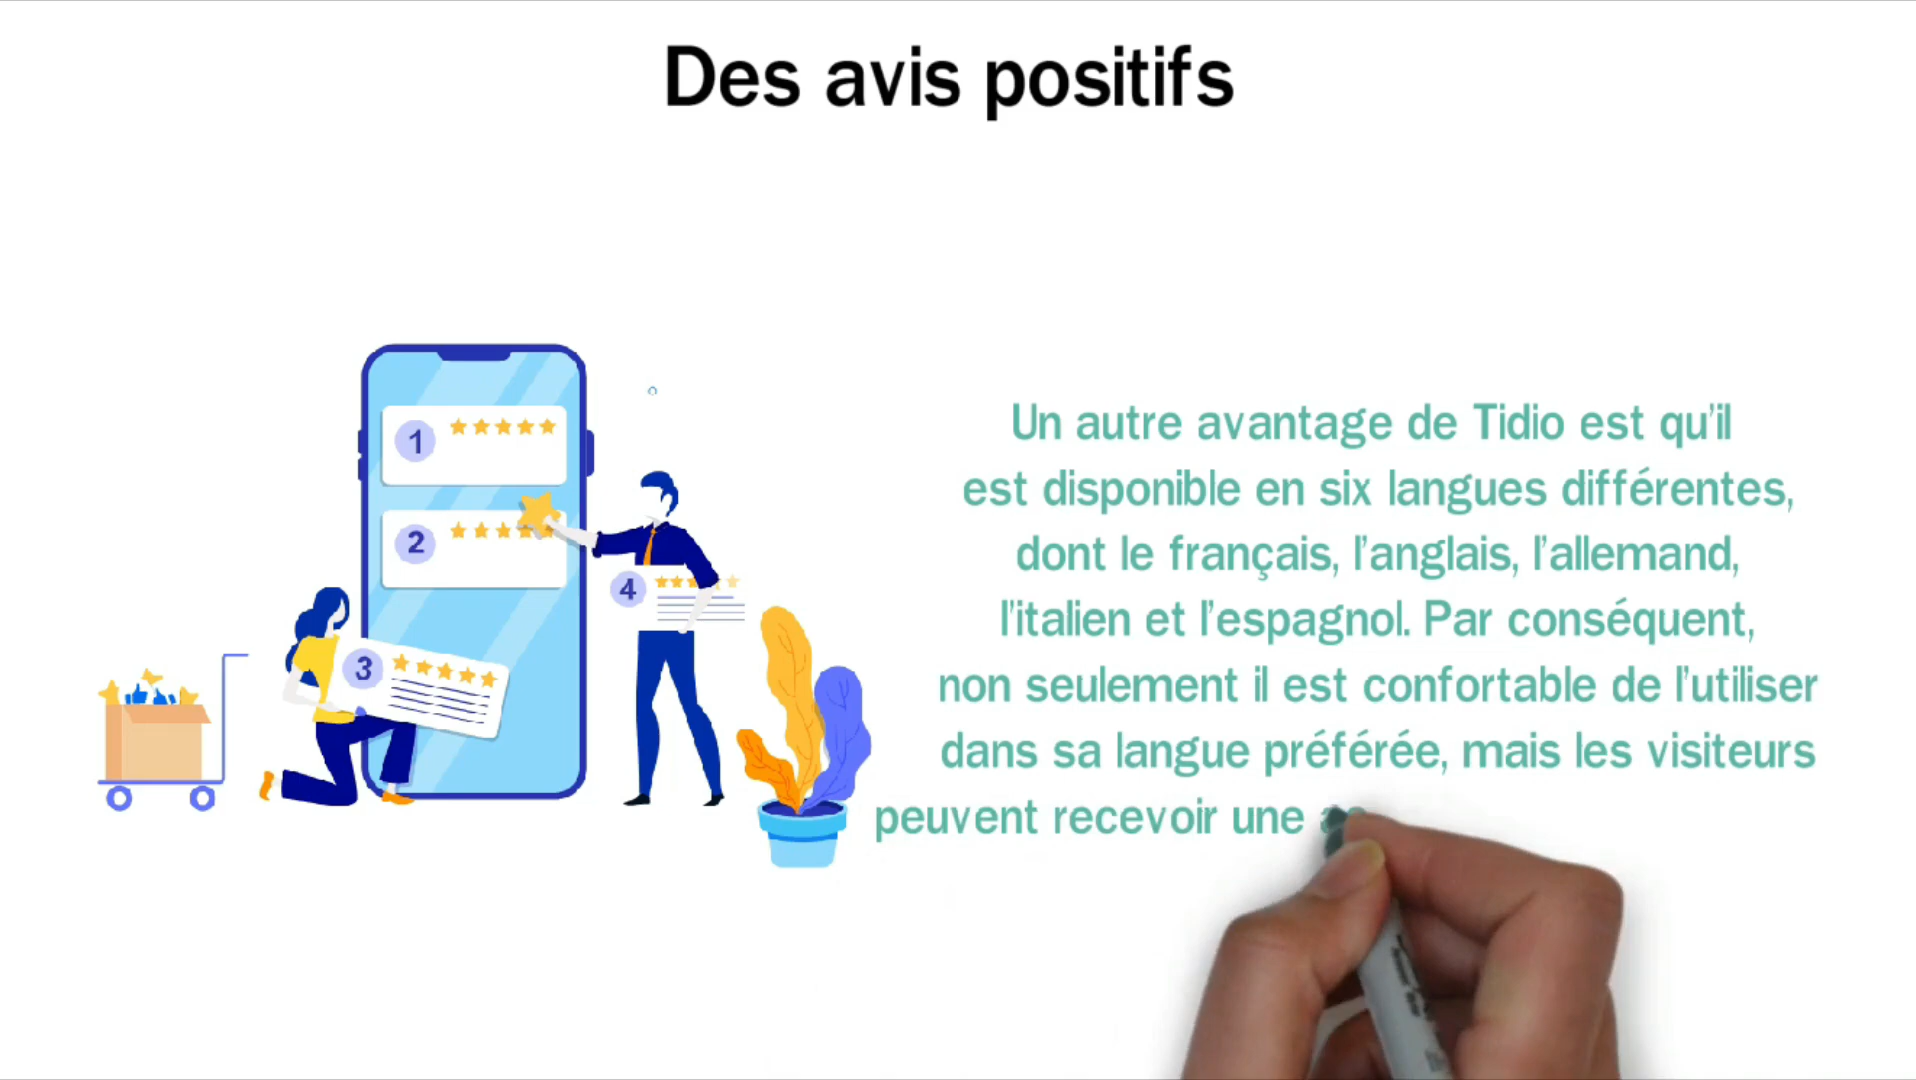 Des avis positifs
1
2
3
4
Un autre avantage de Tidio est qu'il
est disponible en six langues différentes,
dont le français, l'anglais, l'allemand,
l'italien et l'espagnol. Par conséquent,
non seulement il est confortable de l'utiliser
dans sa langue préférée, mais les visiteurs
peuvent recevoir une